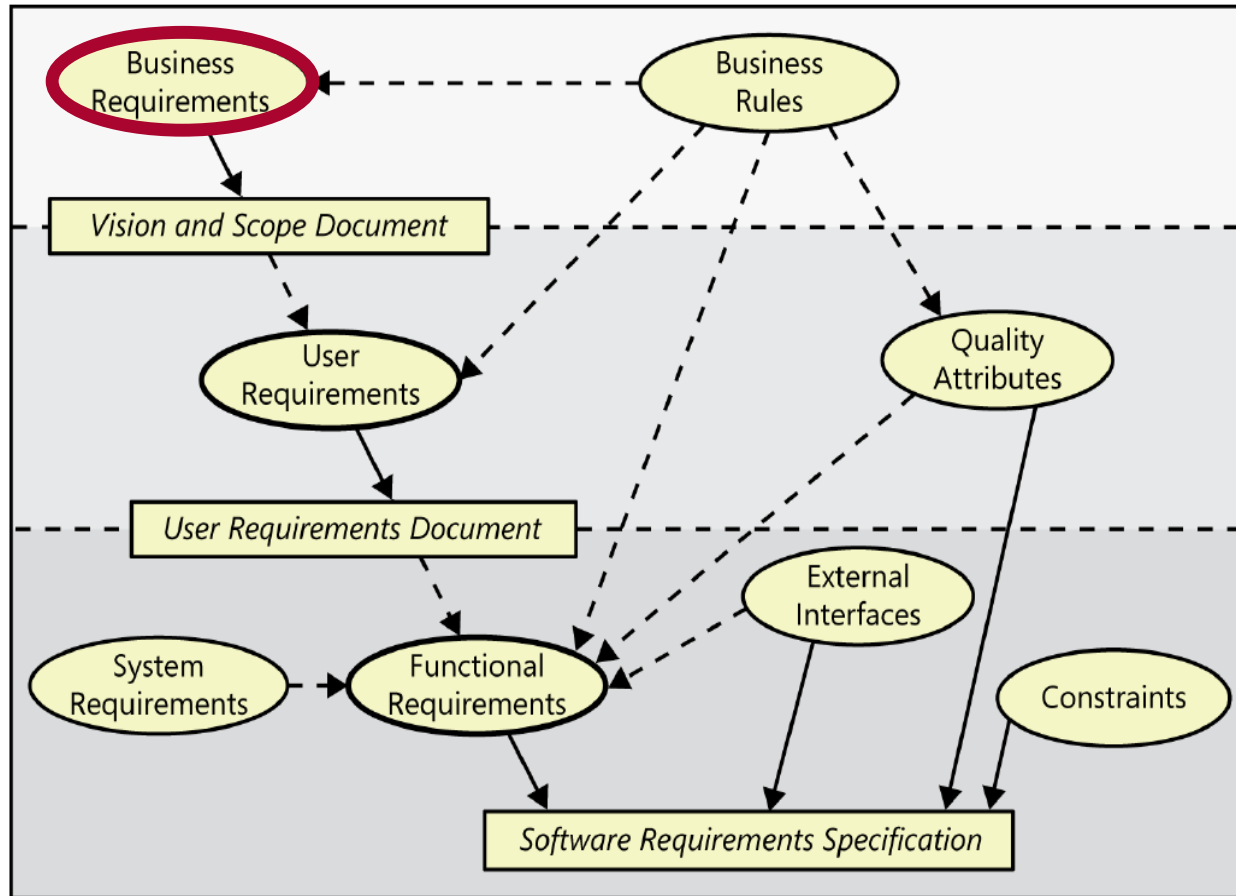 Business
Requirements
Business
Rules
Vision and Scope Document
User
Requirements
Quality
Attributes
User Requirements Document
External
Interfaces
System
Requirements
Functional
Requirements
Constraints
Software Requirements Specification